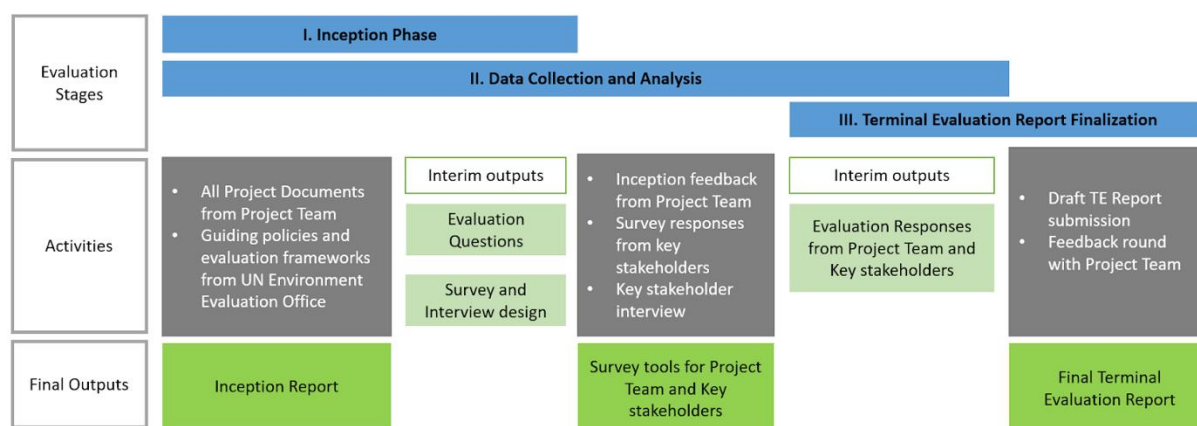 Evaluation
Stages
I. Inception Phase
II. Data Collection and Analysis
III. Terminal Evaluation Report Finalization
Activities
• All Project Documents
from Project Team
• Guiding policies and
evaluation frameworks
from UN Environment
Evaluation Office
Interim outputs
Evaluation
Questions
Survey and
Interview design
• Inception feedback
from Project Team
• Survey responses
from key
stakeholders
• Key stakeholder
interview
Interim outputs
Evaluation Responses
from Project Team and
Key stakeholders
• Draft TE Report
submission
• Feedback round
with Project Team
Final Outputs
Inception Report
Survey tools for Project
Team and Key
stakeholders
Final Terminal
Evaluation Report